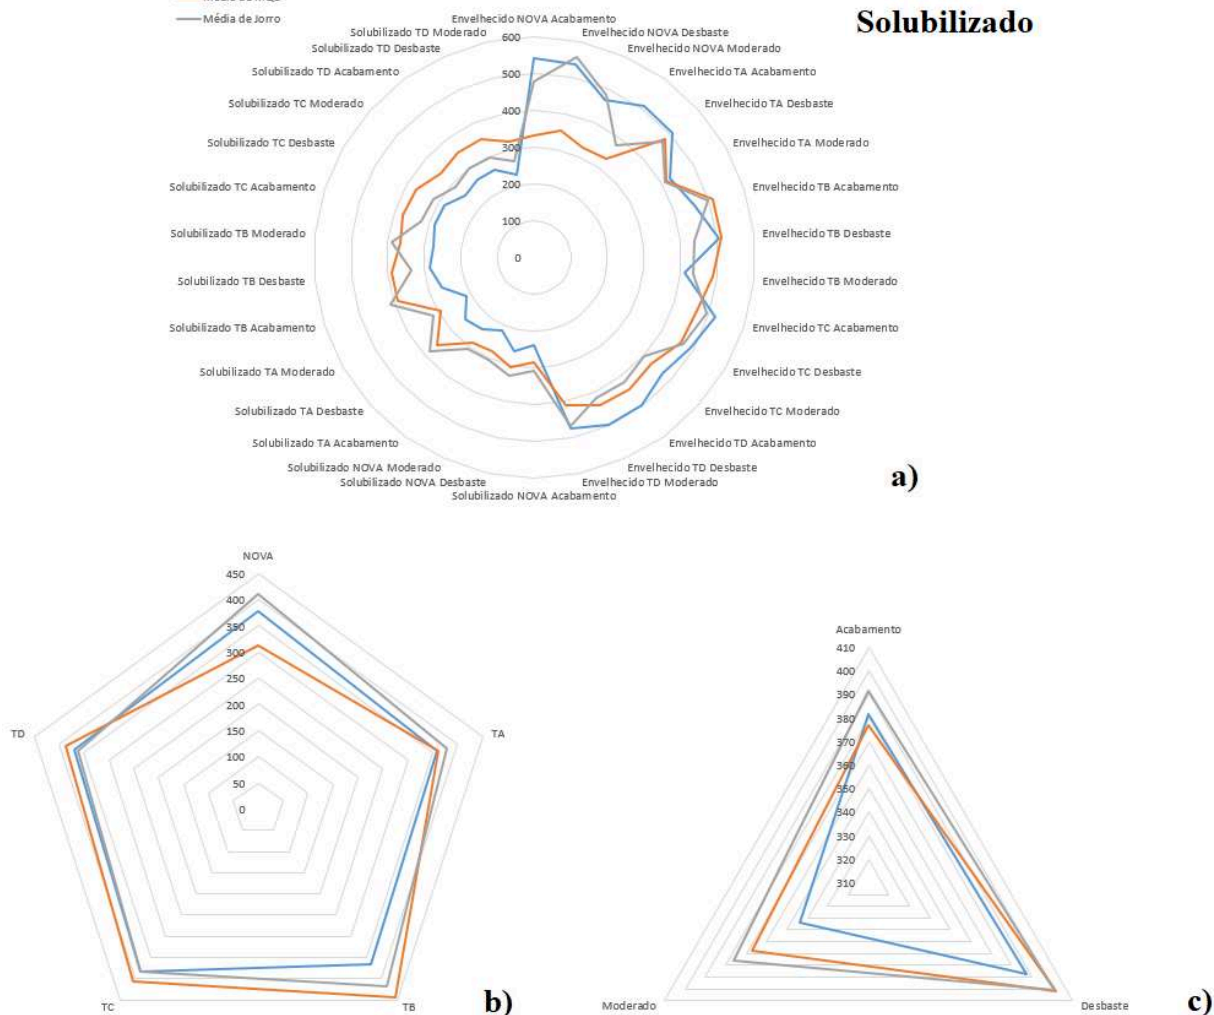 Média de Jorro
Solubilizado
Envelhecido NOVA Acabamento
Envelhecido NOVA Desbaste
Envelhecido NOVA Moderado
Envelhecido TA Acabamento
Envelhecido TA Desbaste
Envelhecido TA Moderado
Envelhecido TB Acabamento
Envelhecido TB Desbaste
Envelhecido TB Moderado
Envelhecido TC Acabamento
Envelhecido TC Desbaste
Envelhecido TC Moderado
Envelhecido TD Acabamento
Envelhecido TD Desbaste
Envelhecido TD Moderado
Solubilizado NOVA Acabamento
Solubilizado NOVA Desbaste
Solubilizado NOVA Moderado
Solubilizado TA Acabamento
Solubilizado TA Desbaste
Solubilizado TA Moderado
Solubilizado TB Acabamento
Solubilizado TB Desbaste
Solubilizado TB Moderado
Solubilizado TC Acabamento
Solubilizado TC Desbaste
Solubilizado TC Moderado
Solubilizado TD Acabamento
Solubilizado TD Desbaste
Solubilizado TD Moderado
600
500
400
300
200
100
0
a)
NOVA
450
400
350
300
250
200
150
100
50
0
TA
TB
TC
TD
b)
Acabamento
410
400
390
380
370
360
350
340
330
320
310
Desbaste
Moderado
c)